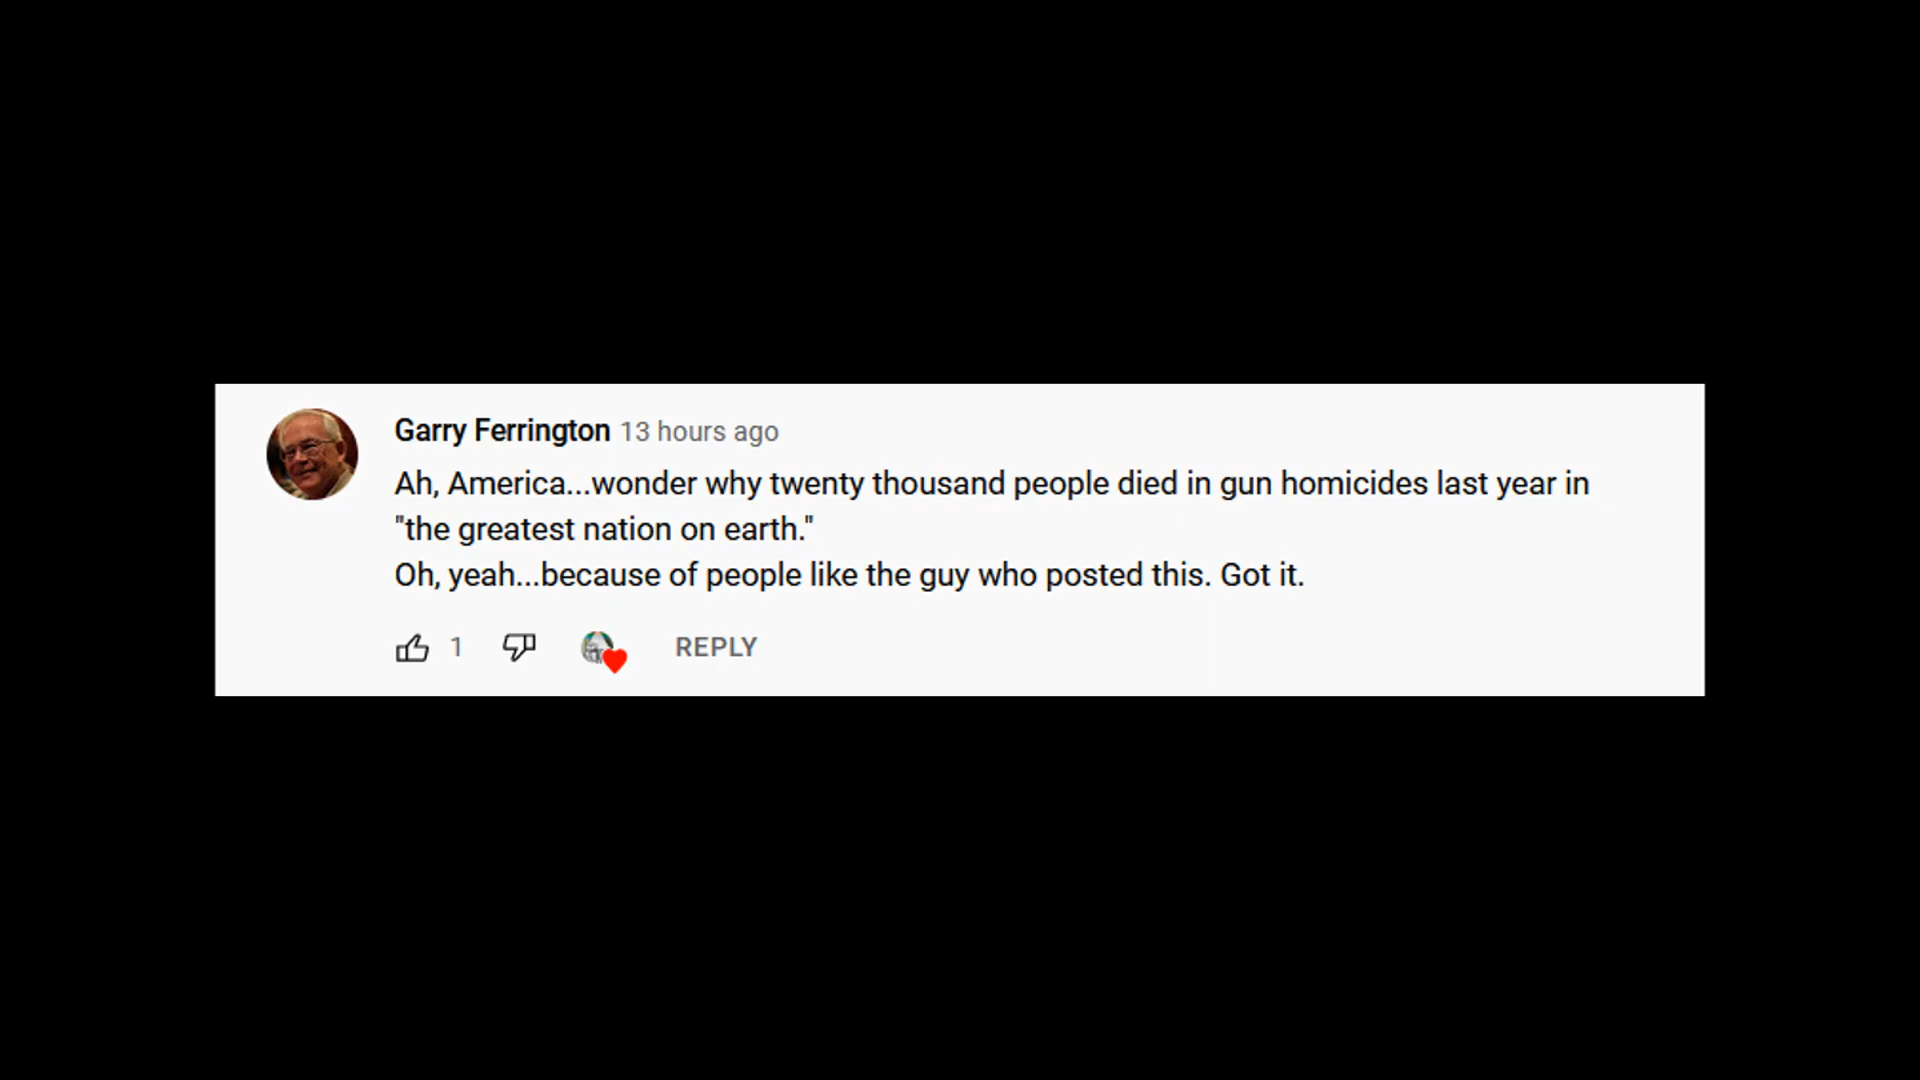 Garry Ferrington 13 hours ago
Ah, America...wonder why twenty thousand people died in gun homicides last year in
"the greatest nation on earth."
Oh, yeah...because of people like the guy who posted this. Got it.
1 REPLY